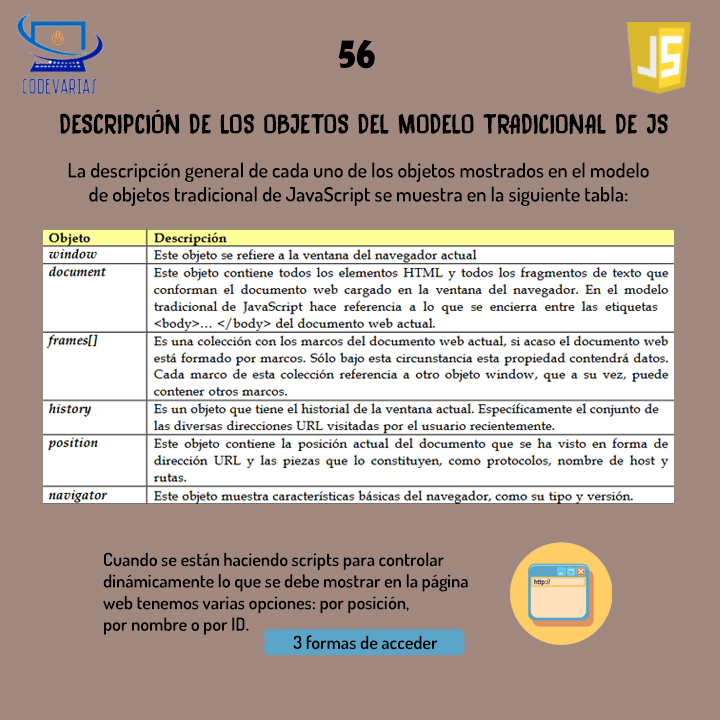 CODEVARIAS
56
JS
DESCRIPCIÓN DE LOS OBJETOS DEL MODELO TRADICIONAL DE JS
La descripción general de cada uno de los objetos mostrados en el modelo
de objetos tradicional de JavaScript se muestra en la siguiente tabla:
Objeto Descripción
window Este objeto se refiere a la ventana del navegador actual
document Este objeto contiene todos los elementos HTML y todos los fragmentos de texto que
conforman el documento web cargado en la ventana del navegador. En el modelo
tradicional de JavaScript hace referencia a lo que se encierra entre las etiquetas
<body>... </body> del documento web actual.
frames[] Es una colección con los marcos del documento web actual, si acaso el documento web
está formado por marcos. Sólo bajo esta circunstancia esta propiedad contendrá datos.
Cada marco de esta colección referencia a otro objeto window, que a su vez, puede
contener otros marcos.
history Es un objeto que tiene el historial de la ventana actual. Específicamente el conjunto de
las diversas direcciones URL visitadas por el usuario recientemente.
position Este objeto contiene la posición actual del documento que se ha visto en forma de
dirección URL y las piezas que lo constituyen, como protocolos, nombre de host y
rutas.
navigator Este objeto muestra características básicas del navegador, como su tipo y versión.
Cuando se están haciendo scripts para controlar
dinámicamente lo que se debe mostrar en la página
web tenemos varias opciones: por posición,
por nombre o por ID.
3 formas de acceder
http://